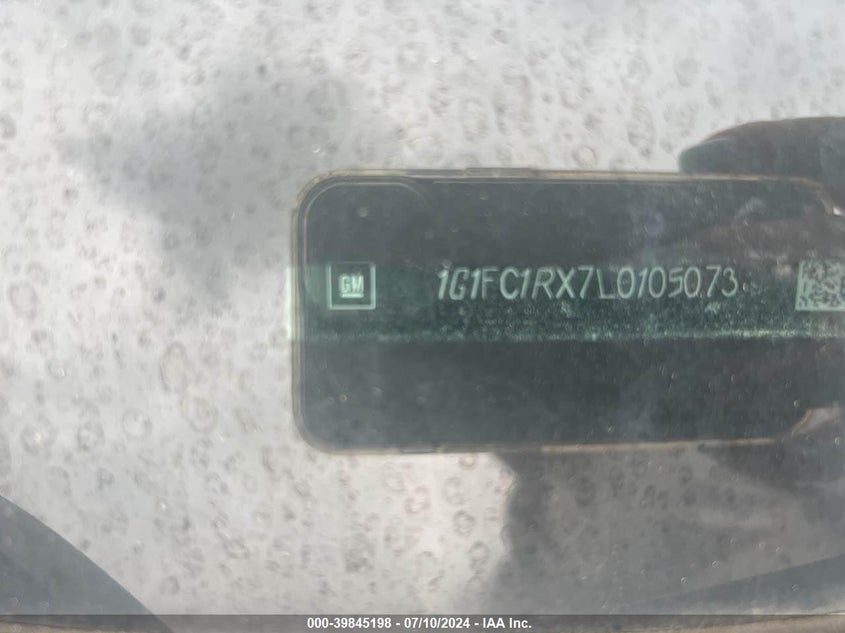 GM
1G1FC1RX7L0105073
000-39845198 - 07/10/2024 - IAA Inc.